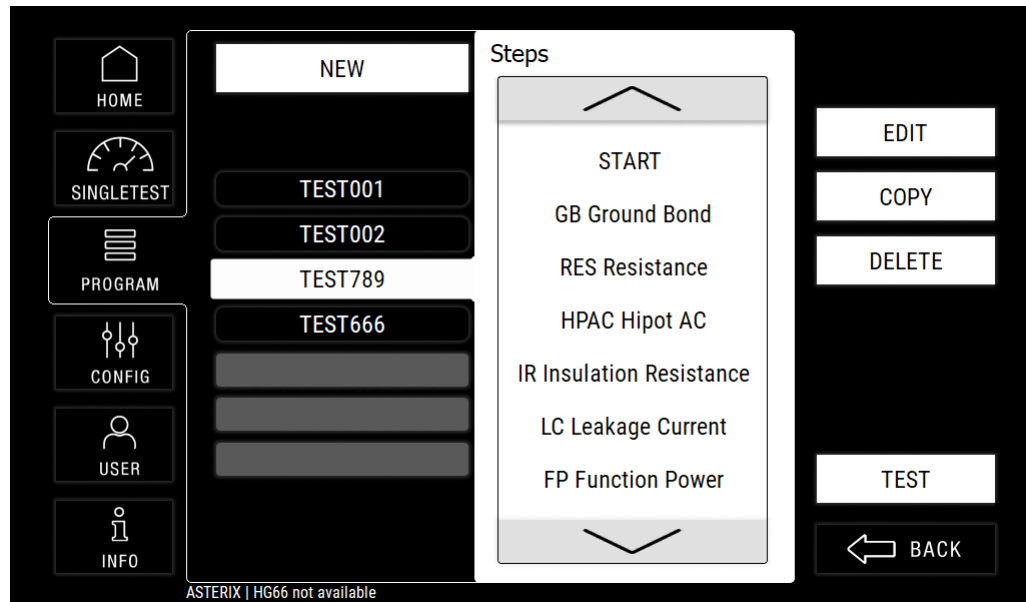 HOME
SINGLETEST
PROGRAM
CONFIG
USER
INFO
NEW
TEST001
TEST002
TEST789
TEST666
Steps
START
GB Ground Bond
RES Resistance
HPAC Hipot AC
IR Insulation Resistance
LC Leakage Current
FP Function Power
EDIT
COPY
DELETE
TEST
BACK
ASTERIX | HG66 not available